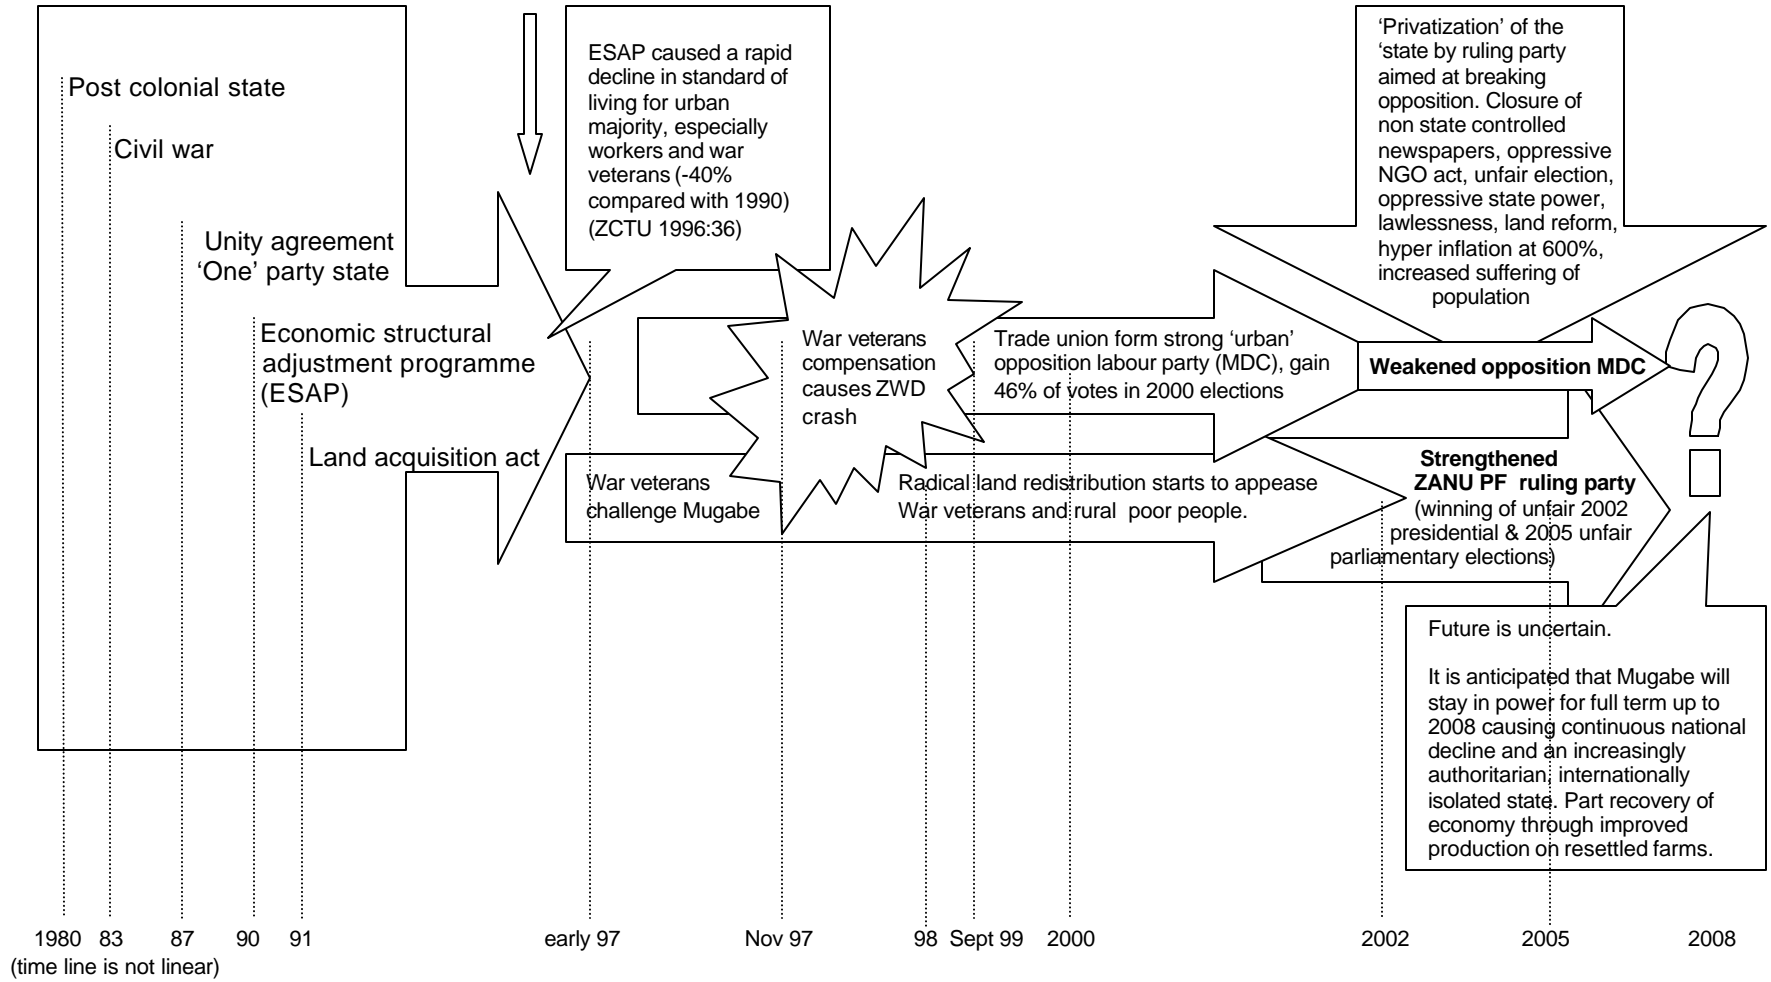 Post colonial state
Civil war
Unity agreement
‘One’ party state
Economic structural
adjustment programme
(ESAP)
Land acquisition act
ESAP caused a rapid
decline in standard of
living for urban
majority, especially
workers and war
veterans (-40%
compared with 1990)
(ZCTU 1996:36)
War veterans
compensation
causes ZWD
crash
Trade union form strong ‘urban’
opposition labour party (MDC), gain
46% of votes in 2000 elections
War veterans
challenge Mugabe
Radical land redistribution starts to appease
War veterans and rural poor people.
‘Privatization’ of the
‘state by ruling party
aimed at breaking
opposition. Closure of
non state controlled
newspapers, oppressive
NGO act, unfair election,
oppressive state power,
lawlessness, land reform,
hyper inflation at 600%,
increased suffering of
population
Weakened opposition MDC
?
Strengthened
ZANU PF ruling party
(winning of unfair 2002
presidential & 2005 unfair
parliamentary elections)
Future is uncertain.
It is anticipated that Mugabe will
stay in power for full term up to
2008 causing continuous national
decline and an increasingly
authoritarian, internationally
isolated state. Part recovery of
economy through improved
production on resettled farms.
1980 83 87 90 91 early 97 Nov 97 98 Sept 99 2000 2002 2005 2008
(time line is not linear)